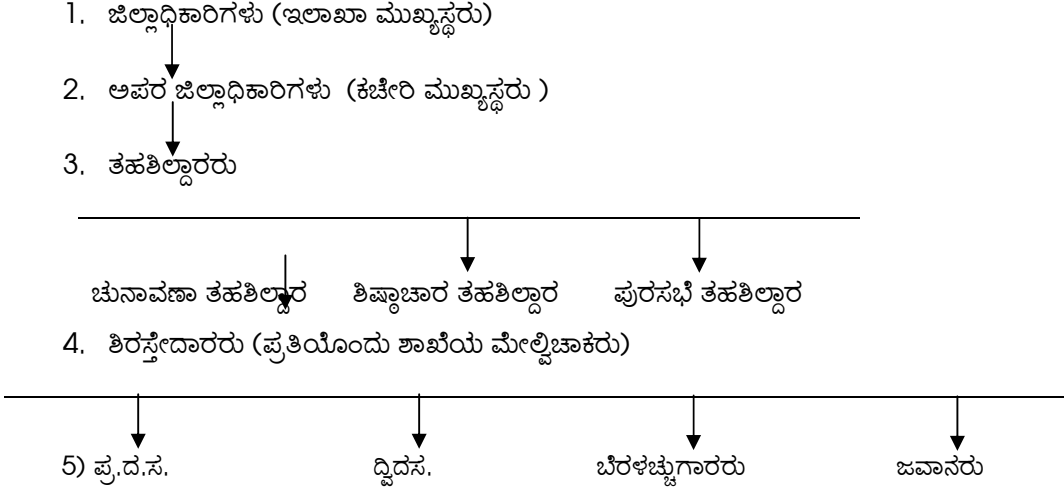 1. ಜಿಲ್ಲಾಧಿಕಾರಿಗಳು (ಇಲಾಖಾ ಮುಖ್ಯಸ್ಥರು)
2. ಅಪರ ಜಿಲ್ಲಾಧಿಕಾರಿಗಳು (ಕಚೇರಿ ಮುಖ್ಯಸ್ಥರು )
3. ತಹಶಿಲ್ದಾರರು
ಚುನಾವಣಾ ತಹಶಿಲ್ದಾರ ಶಿಷ್ಠಾಚಾರ ತಹಶಿಲ್ದಾರ ಪುರಸಭೆ ತಹಶಿಲ್ದಾರ
4. ಶಿರಸ್ತೇದಾರರು (ಪ್ರತಿಯೊಂದು ಶಾಖೆಯ ಮೇಲ್ವಿಚಾಕರು)
5) ಪ್ರ.ದ.ಸ. ದ್ವಿದಸ. ಬೆರಳಚ್ಚುಗಾರರು ಜವಾನರು